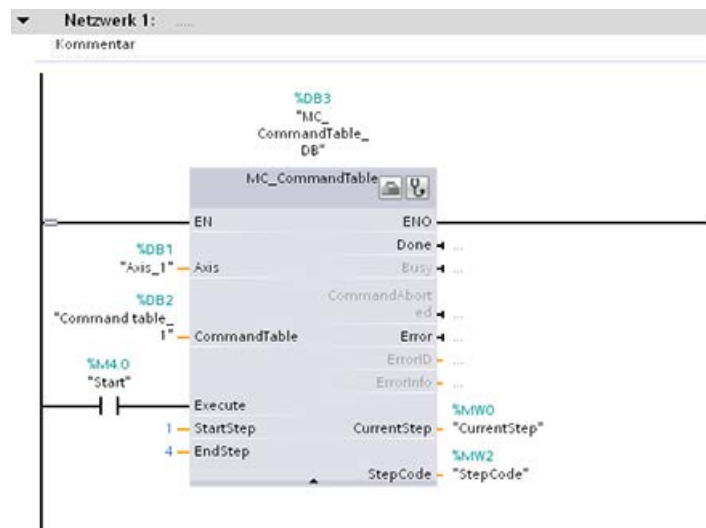 Netzwerk 1: .....
Kommentar
%DB3
"MC_
CommandTable_
DB"
MC_CommandTable
EN
ENO
%DB1
"Axis_1"
Axis
Done
...
Busy
...
%DB2
"Command table_
1"
CommandTable
CommandAbort
ed
...
Error
...
ErrorID
...
ErrorInfo
...
%M4.0
"Start"
Execute
1
StartStep
4
EndStep
CurrentStep
%MW0
"CurrentStep"
StepCode
%MW2
"StepCode"